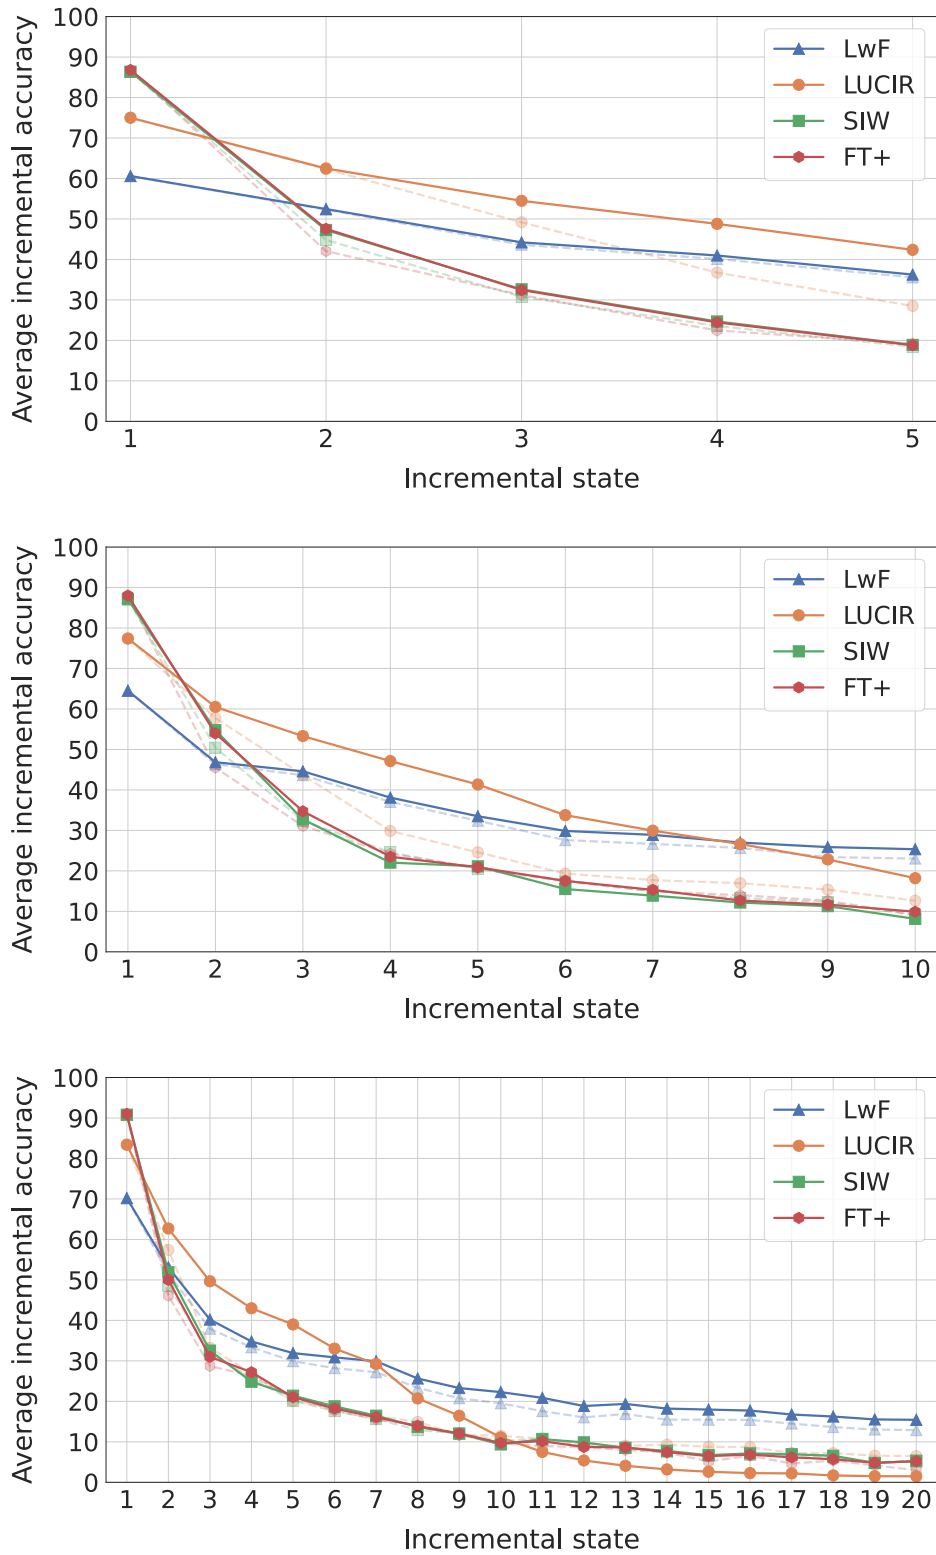 100
90
80
70
60
50
40
30
20
10
0
Average incremental accuracy
LwF
LUCIR
SIW
FT+
1 2 3 4 5
Incremental state
100
90
80
70
60
50
40
30
20
10
0
Average incremental accuracy
LwF
LUCIR
SIW
FT+
1 2 3 4 5 6 7 8 9 10
Incremental state
100
90
80
70
60
50
40
30
20
10
0
Average incremental accuracy
LwF
LUCIR
SIW
FT+
1 2 3 4 5 6 7 8 9 10 11 12 13 14 15 16 17 18 19 20
Incremental state